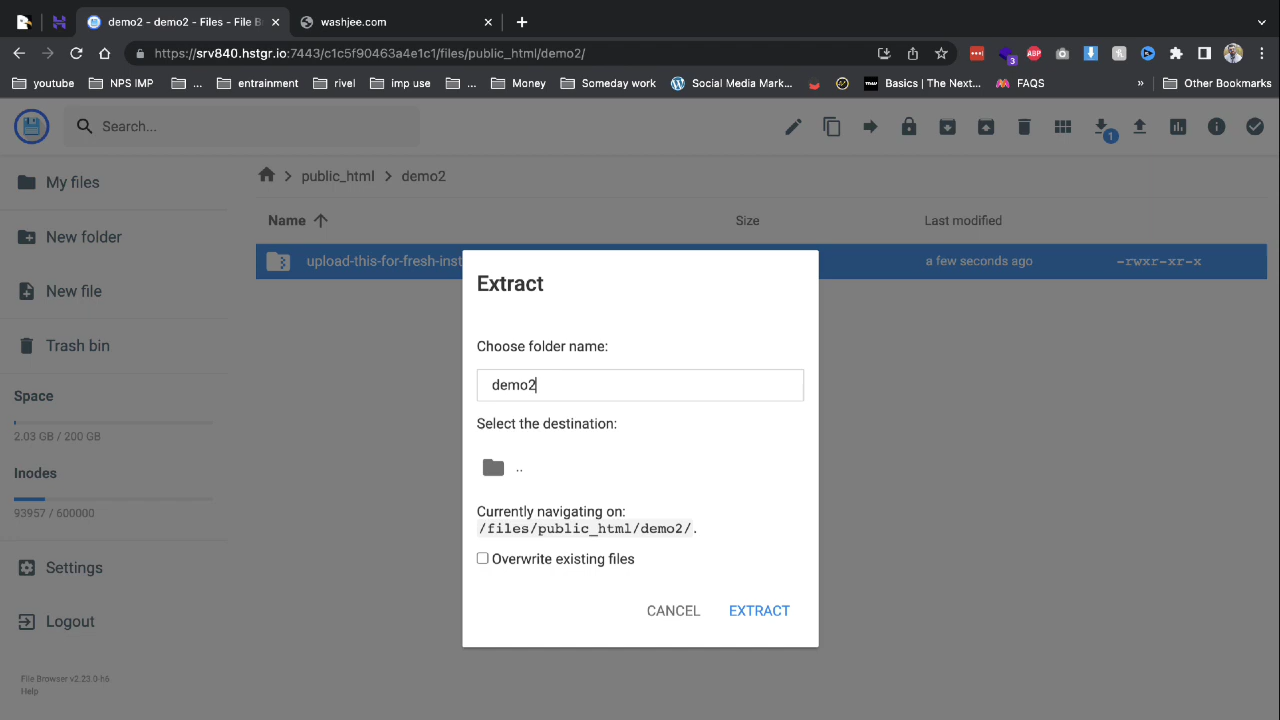 demo2 - demo2 - Files - File B
washjee.com
https://srv840.hstgr.io:7443/c1c5f90463a4e1c1/files/public_html/demo2/
3
ABP
youtube
NPS IMP
...
entrainment
rivel
imp use
...
Money
Someday work
Social Media Mark...
Basics | The Next...
FAQS
»
Other Bookmarks
Search...
1
My files
public_html
demo2
Name
Size
Last modified
New folder
upload-this-for-fresh-inst
a few seconds ago
-rwxr-xr-x
Extract
New file
Choose folder name:
Trash bin
demo2
Space
Select the destination:
2.03 GB / 200 GB
..
Inodes
93957 / 600000
Currently navigating on:
/files/public_html/demo2/.
Overwrite existing files
Settings
CANCEL
EXTRACT
Logout
File Browser v2.23.0-h6
Help